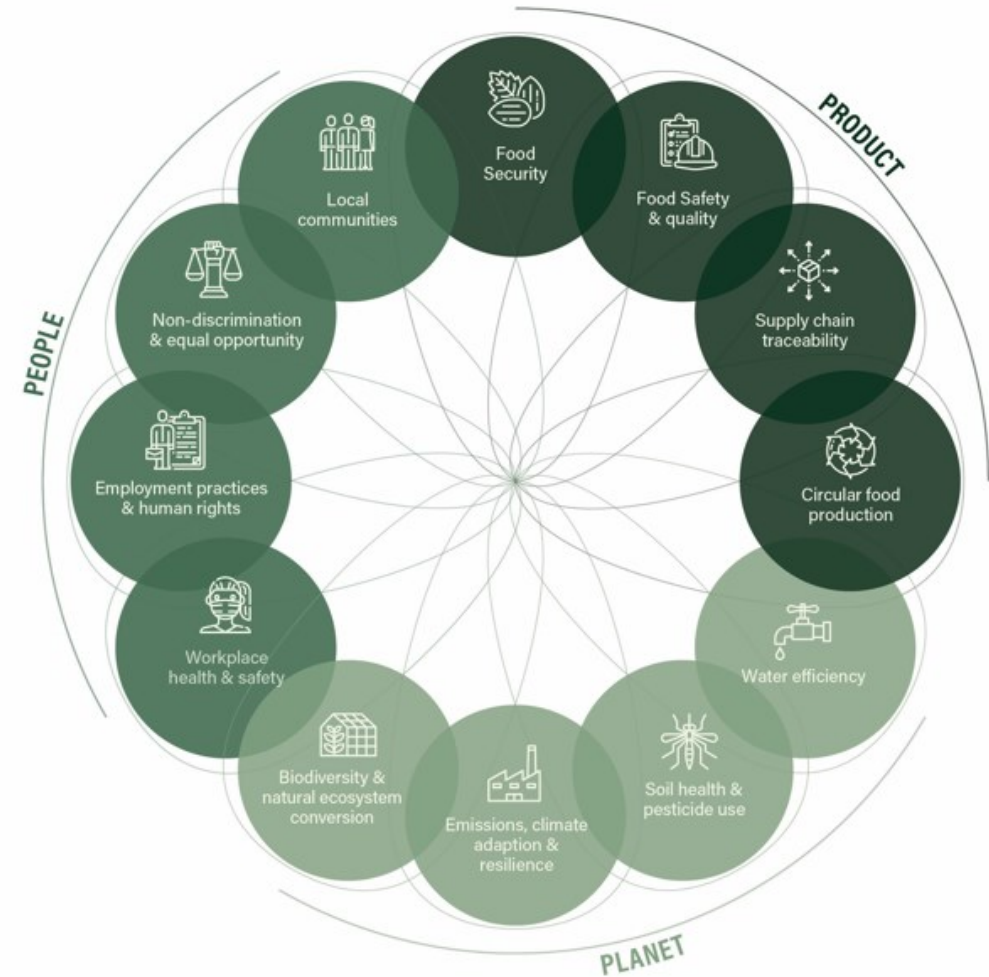 PRODUCT
Food
Security
Food Safety
& quality
Supply chain
traceability
Circular food
production
PLANET
Water efficiency
Soil health &
pesticide use
Emissions, climate
adaption &
resilience
Biodiversity &
natural ecosystem
conversion
PEOPLE
Workplace
health & safety
Employment practices
& human rights
Non-discrimination
& equal opportunity
Local
communities